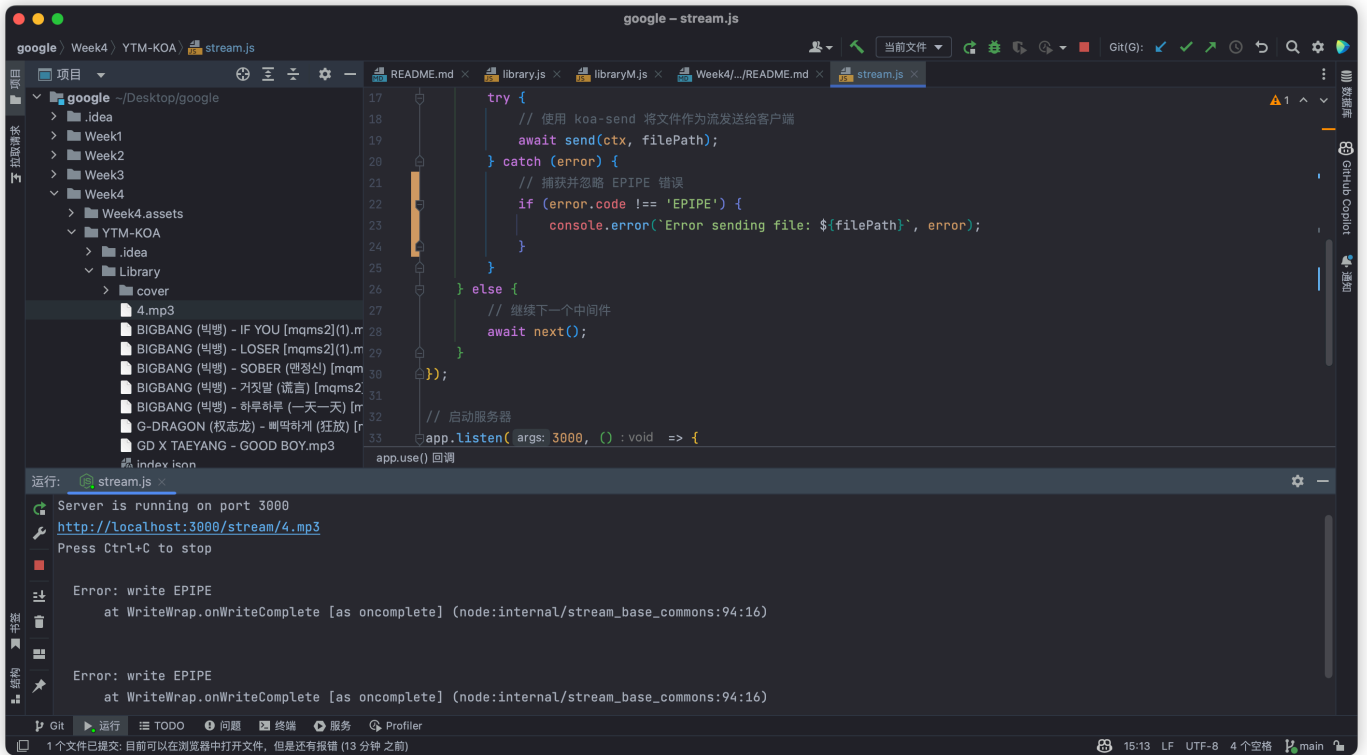 google – stream.js
google 〉 Week4 〉 YTM-KOA 〉 stream.js
当前文件
Git(G):
项目
README.md
library.js
libraryM.js
Week4/.../README.md
stream.js
项目
拉取请求
书签
结构
google ~/Desktop/google
.idea
Week1
Week2
Week3
Week4
Week4.assets
YTM-KOA
.idea
Library
cover
4.mp3
BIGBANG (빅뱅) - IF YOU [mqms2](1).m
BIGBANG (빅뱅) - LOSER [mqms2](1).m
BIGBANG (빅뱅) - SOBER (맨정신) [mqm
BIGBANG (빅뱅) - 거짓말 (谎言) [mqms2
BIGBANG (빅뱅) - 하루하루 (一天一天) [m
G-DRAGON (权志龙) - 삐딱하게 (狂放) [r
GD X TAEYANG - GOOD BOY.mp3
index.json
17 try {
18 // 使用 koa-send 将文件作为流发送给客户端
19 await send(ctx, filePath);
20 } catch (error) {
21 // 捕获并忽略 EPIPE 错误
22 if (error.code !== 'EPIPE') {
23 console.error(`Error sending file: ${filePath}`, error);
24 }
25 }
26 } else {
27 // 继续下一个中间件
28 await next();
29 }
30 });
31
32 // 启动服务器
33 app.listen( args: 3000, () : void => {
app.use() 回调
1
数据库
GitHub Copilot
通知
运行: stream.js
Server is running on port 3000
http://localhost:3000/stream/4.mp3
Press Ctrl+C to stop
Error: write EPIPE
at WriteWrap.onWriteComplete [as oncomplete] (node:internal/stream_base_commons:94:16)
Error: write EPIPE
at WriteWrap.onWriteComplete [as oncomplete] (node:internal/stream_base_commons:94:16)
Git 运行 TODO 问题 终端 服务 Profiler
1 个文件已提交: 目前可以在浏览器中打开文件，但是还有报错 (13 分钟 之前)
15:13 LF UTF-8 4 个空格 main